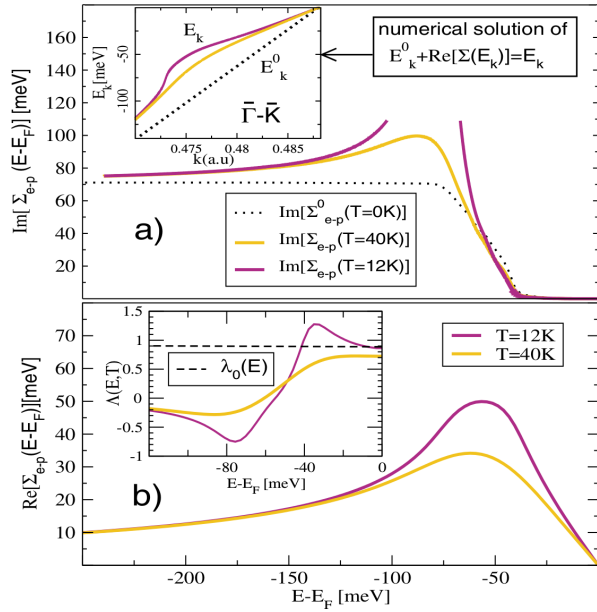 numerical solution of
E⁰ₖ+Re[Σ(Eₖ)]=Eₖ
Eₖ[meV]
0
-50
-100
Eₖ
E⁰ₖ
Γ̄-K̄
0.475
0.48
0.485
k(a.u)
Im[ Σe-p (E-EF)] [meV]
180
160
140
120
100
80
60
40
20
a)
Im[Σ⁰e-p(T=0K)]
Im[Σe-p(T=40K)]
Im[Σe-p(T=12K)]
Re[Σe-p(E-EF)][meV]
70
60
50
40
30
20
10
b)
T=12K
T=40K
Λ(E,T)
1.5
1
0.5
0
-0.5
-1
λ₀(E)
-80
-40
0
E-EF [meV]
-200
-150
-100
-50
E-EF [meV]